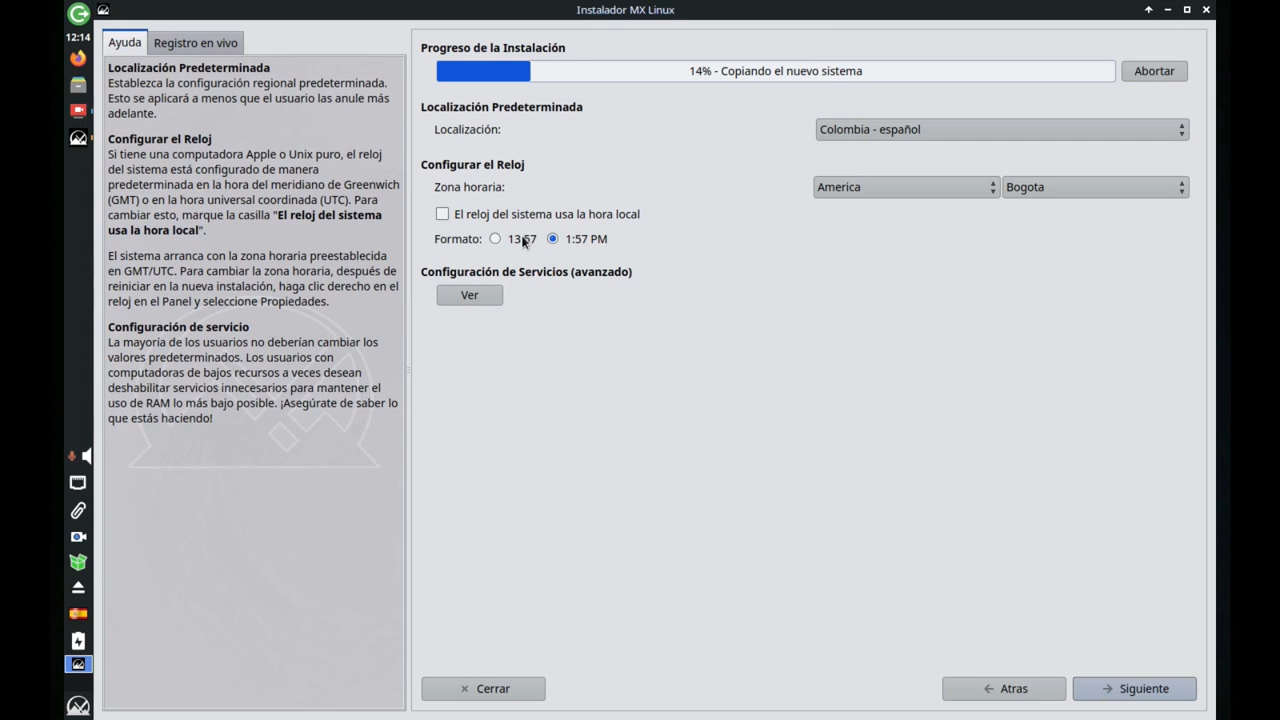 Instalador MX Linux
12:14
Ayuda
Registro en vivo
Localización Predeterminada
Establezca la configuración regional predeterminada.
Esto se aplicará a menos que el usuario las anule más
adelante.
Configurar el Reloj
Si tiene una computadora Apple o Unix puro, el reloj
del sistema está configurado de manera
predeterminada en la hora del meridiano de Greenwich
(GMT) o en la hora universal coordinada (UTC). Para
cambiar esto, marque la casilla "El reloj del sistema
usa la hora local".
El sistema arranca con la zona horaria preestablecida
en GMT/UTC. Para cambiar la zona horaria, después de
reiniciar en la nueva instalación, haga clic derecho en el
reloj en el Panel y seleccione Propiedades.
Configuración de servicio
La mayoría de los usuarios no deberían cambiar los
valores predeterminados. Los usuarios con
computadoras de bajos recursos a veces desean
deshabilitar servicios innecesarios para mantener el
uso de RAM lo más bajo posible. ¡Asegúrate de saber lo
que estás haciendo!
Progreso de la Instalación
14% - Copiando el nuevo sistema
Abortar
Localización Predeterminada
Localización:
Colombia - español
Configurar el Reloj
Zona horaria:
America
Bogota
El reloj del sistema usa la hora local
Formato:
13:57
1:57 PM
Configuración de Servicios (avanzado)
Ver
Cerrar
Atras
Siguiente